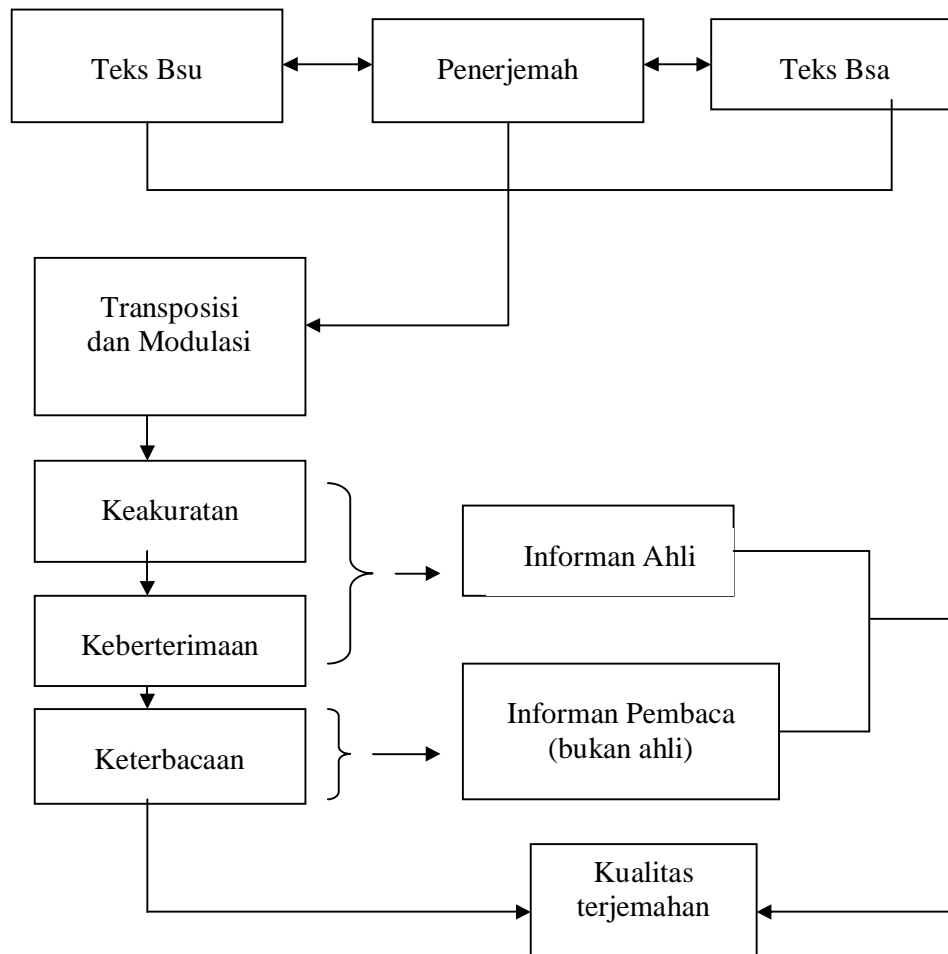 Teks Bsu
Penerjemah
Teks Bsa
Transposisi
dan Modulasi
Keakuratan
Informan Ahli
Keberterimaan
Informan Pembaca
(bukan ahli)
Keterbacaan
Kualitas
terjemahan